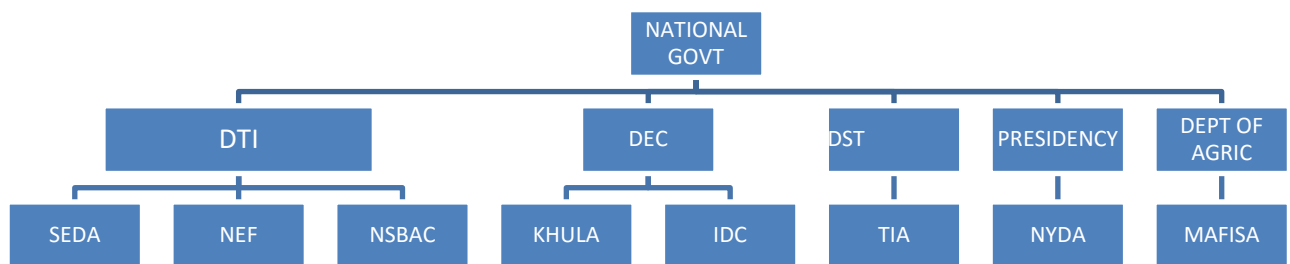 NATIONAL
GOVT
DTI
DEC
DST
PRESIDENCY
DEPT OF
AGRIC
SEDA
NEF
NSBAC
KHULA
IDC
TIA
NYDA
MAFISA